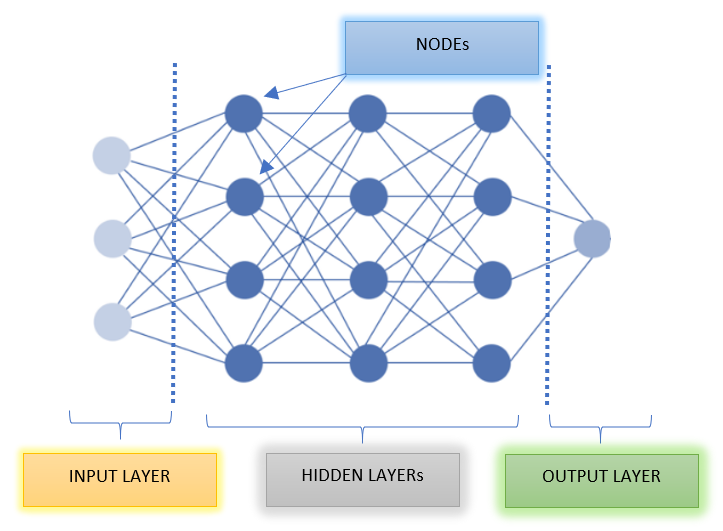 NODEs
INPUT LAYER
HIDDEN LAYERs
OUTPUT LAYER